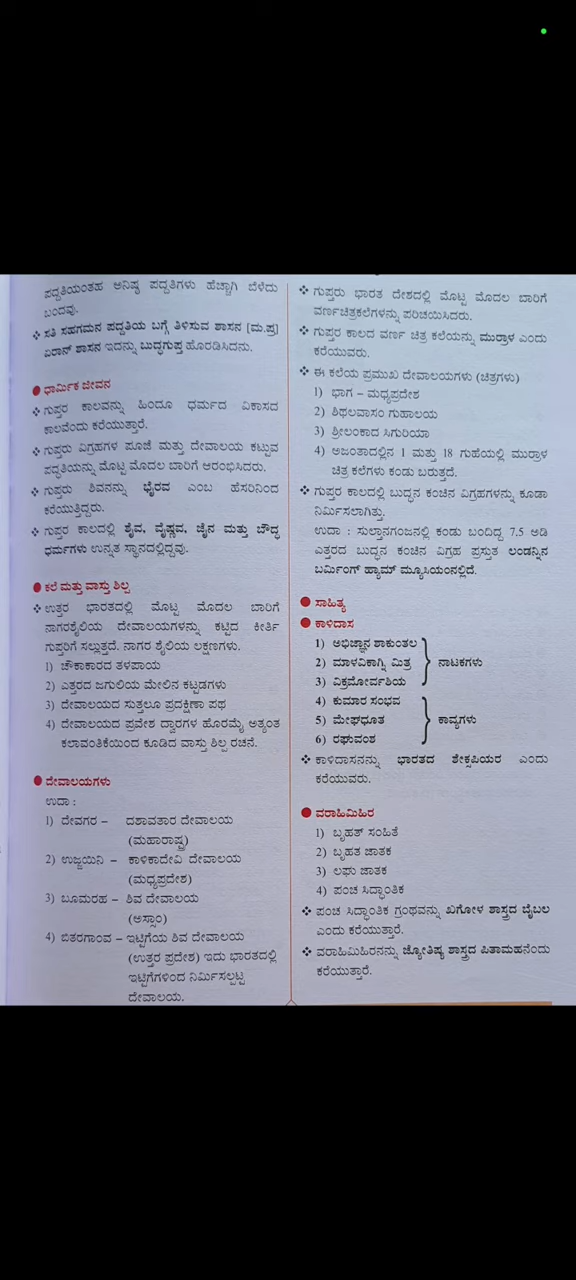 ಪದ್ದತಿಯಂತಹ ಅನಿಷ್ಠ ಪದ್ದತಿಗಳು ಹೆಚ್ಚಾಗಿ ಬೆಳೆದು
ಬಂದವು.
❖ ಸತಿ ಸಹಗಮನ ಪದ್ದತಿಯ ಬಗ್ಗೆ ತಿಳಿಸುವ ಶಾಸನ [ಮ.ಪ್ರ]
ಏರಾನ್ ಶಾಸನ ಇದನ್ನು ಬುದ್ಧಗುಪ್ತ ಹೊರಡಿಸಿದನು.
● ಧಾರ್ಮಿಕ ಜೀವನ
❖ ಗುಪ್ತರ ಕಾಲವನ್ನು ಹಿಂದೂ ಧರ್ಮದ ವಿಕಾಸದ
ಕಾಲವೆಂದು ಕರೆಯುತ್ತಾರೆ.
❖ ಗುಪ್ತರು ವಿಗ್ರಹಗಳ ಪೂಜೆ ಮತ್ತು ದೇವಾಲಯ ಕಟ್ಟುವ
ಪದ್ಧತಿಯನ್ನು ಮೊಟ್ಟ ಮೊದಲ ಬಾರಿಗೆ ಆರಂಭಿಸಿದರು.
❖ ಗುಪ್ತರು ಶಿವನನ್ನು ಭೈರವ ಎಂಬ ಹೆಸರಿನಿಂದ
ಕರೆಯುತ್ತಿದ್ದರು.
❖ ಗುಪ್ತರ ಕಾಲದಲ್ಲಿ ಶೈವ, ವೈಷ್ಣವ, ಜೈನ ಮತ್ತು ಬೌದ್ಧ
ಧರ್ಮಗಳು ಉನ್ನತ ಸ್ಥಾನದಲ್ಲಿದ್ದವು.
● ಕಲೆ ಮತ್ತು ವಾಸ್ತು ಶಿಲ್ಪ
❖ ಉತ್ತರ ಭಾರತದಲ್ಲಿ ಮೊಟ್ಟ ಮೊದಲ ಬಾರಿಗೆ
ನಾಗರಶೈಲಿಯ ದೇವಾಲಯಗಳನ್ನು ಕಟ್ಟಿದ ಕೀರ್ತಿ
ಗುಪ್ತರಿಗೆ ಸಲ್ಲುತ್ತದೆ. ನಾಗರ ಶೈಲಿಯ ಲಕ್ಷಣಗಳು.
1) ಚೌಕಾಕಾರದ ತಳಪಾಯ
2) ಎತ್ತರದ ಜಗುಲಿಯ ಮೇಲಿನ ಕಟ್ಟಡಗಳು
3) ದೇವಾಲಯದ ಸುತ್ತಲೂ ಪ್ರದಕ್ಷಿಣಾ ಪಥ
4) ದೇವಾಲಯದ ಪ್ರವೇಶ ದ್ವಾರಗಳ ಹೊರಮೈ ಅತ್ಯಂತ
ಕಲಾವಂತಿಕೆಯಿಂದ ಕೂಡಿದ ವಾಸ್ತು ಶಿಲ್ಪ ರಚನೆ.
● ದೇವಾಲಯಗಳು
ಉದಾ :
1) ದೇವಗರ – ದಶಾವತಾರ ದೇವಾಲಯ
(ಮಹಾರಾಷ್ಟ್ರ)
2) ಉಜ್ಜಯಿನಿ – ಕಾಳಿಕಾದೇವಿ ದೇವಾಲಯ
(ಮಧ್ಯಪ್ರದೇಶ)
3) ಬೂಮರಹ – ಶಿವ ದೇವಾಲಯ
(ಅಸ್ಸಾಂ)
4) ಬಿತರಗಾಂವ – ಇಟ್ಟಿಗೆಯ ಶಿವ ದೇವಾಲಯ
(ಉತ್ತರ ಪ್ರದೇಶ) ಇದು ಭಾರತದಲ್ಲಿ
ಇಟ್ಟಿಗೆಗಳಿಂದ ನಿರ್ಮಿಸಲ್ಪಟ್ಟ
ದೇವಾಲಯ.
❖ ಗುಪ್ತರು ಭಾರತ ದೇಶದಲ್ಲಿ ಮೊಟ್ಟ ಮೊದಲ ಬಾರಿಗೆ
ವರ್ಣಚಿತ್ರಕಲೆಗಳನ್ನು ಪರಿಚಯಿಸಿದರು.
❖ ಗುಪ್ತರ ಕಾಲದ ವರ್ಣ ಚಿತ್ರ ಕಲೆಯನ್ನು ಮುರ‍್ರಾಳ ಎಂದು
ಕರೆಯುವರು.
❖ ಈ ಕಲೆಯ ಪ್ರಮುಖ ದೇವಾಲಯಗಳು (ಚಿತ್ರಗಳು)
1) ಭಾಗ – ಮಧ್ಯಪ್ರದೇಶ
2) ಶಿಥಲವಾಸಂ ಗುಹಾಲಯ
3) ಶ್ರೀಲಂಕಾದ ಸಿಗುರಿಯಾ
4) ಅಜಂತಾದಲ್ಲಿನ 1 ಮತ್ತು 18 ಗುಹೆಯಲ್ಲಿ ಮುರ‍್ರಾಳ
ಚಿತ್ರ ಕಲೆಗಳು ಕಂಡು ಬರುತ್ತದೆ.
❖ ಗುಪ್ತರ ಕಾಲದಲ್ಲಿ ಬುದ್ಧನ ಕಂಚಿನ ವಿಗ್ರಹಗಳನ್ನು ಕೂಡಾ
ನಿರ್ಮಿಸಲಾಗಿತ್ತು.
ಉದಾ : ಸುಲ್ತಾನಗಂಜನಲ್ಲಿ ಕಂಡು ಬಂದಿದ್ದ 7.5 ಅಡಿ
ಎತ್ತರದ ಬುದ್ಧನ ಕಂಚಿನ ವಿಗ್ರಹ ಪ್ರಸ್ತುತ ಲಂಡನ್ನಿನ
ಬರ್ಮಿಂಗ್ ಹ್ಯಾಮ್ ಮ್ಯೂಸಿಯಂನಲ್ಲಿದೆ.
● ಸಾಹಿತ್ಯ
● ಕಾಳಿದಾಸ
1) ಅಭಿಜ್ಞಾನ ಶಾಕುಂತಲ
2) ಮಾಳವಿಕಾಗ್ನಿ ಮಿತ್ರ } ನಾಟಕಗಳು
3) ವಿಕ್ರಮೋರ್ವಶಿಯ
4) ಕುಮಾರ ಸಂಭವ
5) ಮೇಘಧೂತ } ಕಾವ್ಯಗಳು
6) ರಘುವಂಶ
❖ ಕಾಳಿದಾಸನನ್ನು ಭಾರತದ ಶೇಕ್ಸಪಿಯರ ಎಂದು
ಕರೆಯುವರು.
● ವರಾಹಿಮಿಹಿರ
1) ಬೃಹತ್ ಸಂಹಿತೆ
2) ಬೃಹತ ಜಾತಕ
3) ಲಘು ಜಾತಕ
4) ಪಂಚ ಸಿದ್ಧಾಂತಿಕ
❖ ಪಂಚ ಸಿದ್ಧಾಂತಿಕ ಗ್ರಂಥವನ್ನು ಖಗೋಳ ಶಾಸ್ತ್ರದ ಬೈಬಲ
ಎಂದು ಕರೆಯುತ್ತಾರೆ.
❖ ವರಾಹಿಮಿಹಿರನನ್ನು ಜ್ಯೋತಿಷ್ಯ ಶಾಸ್ತ್ರದ ಪಿತಾಮಹನೆಂದು
ಕರೆಯುತ್ತಾರೆ.